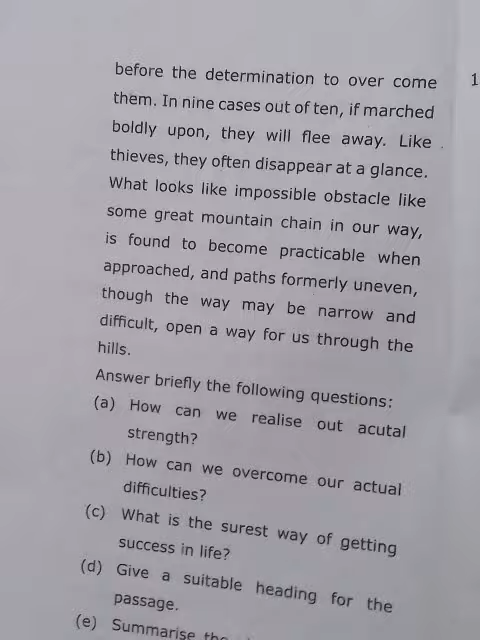 before the determination to over come
them. In nine cases out of ten, if marched
boldly upon, they will flee away. Like
thieves, they often disappear at a glance.
What looks like impossible obstacle like
some great mountain chain in our way,
is found to become practicable when
approached, and paths formerly uneven,
though the way may be narrow and
difficult, open a way for us through the
hills.
Answer briefly the following questions:
(a) How can we realise out acutal
strength?
(b) How can we overcome our actual
difficulties?
(c) What is the surest way of getting
success in life?
(d) Give a suitable heading for the
passage.
(e) Summarise the
1